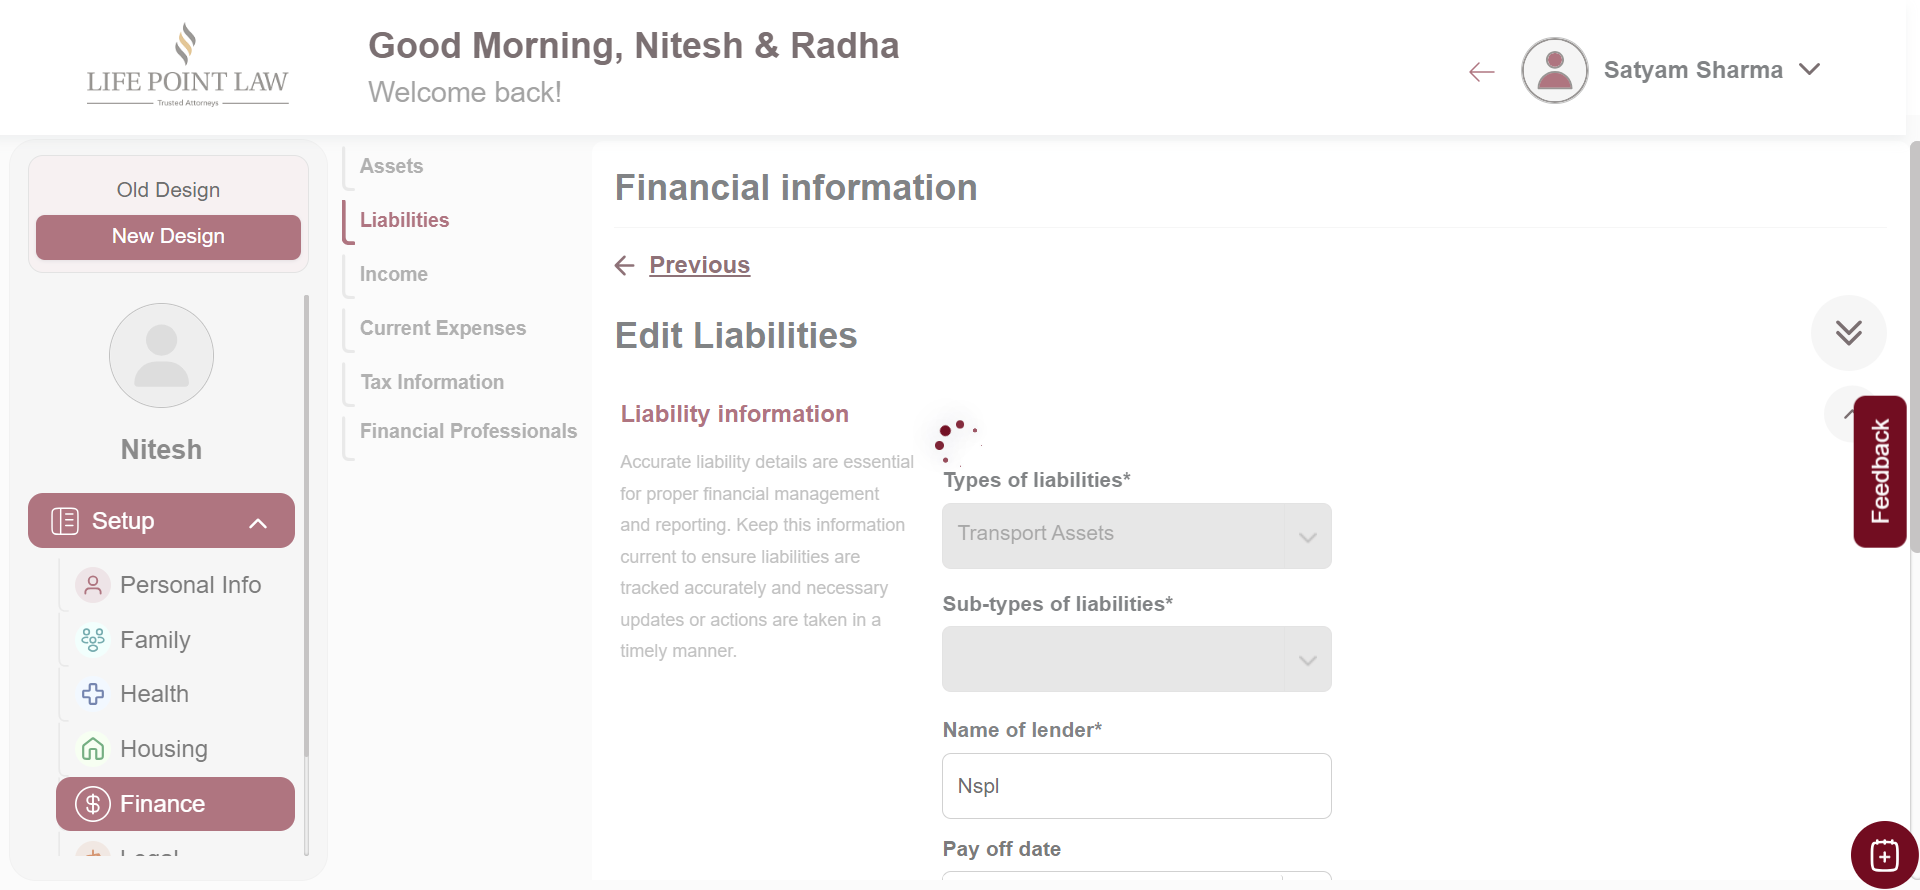 LIFE POINT LAW
Trusted Attorneys
Good Morning, Nitesh & Radha
Welcome back!
Satyam Sharma
Old Design
New Design
Nitesh
Setup
Personal Info
Family
Health
Housing
Finance
Legal
Assets
Liabilities
Income
Current Expenses
Tax Information
Financial Professionals
Financial information
Previous
Edit Liabilities
Liability information
Accurate liability details are essential
for proper financial management
and reporting. Keep this information
current to ensure liabilities are
tracked accurately and necessary
updates or actions are taken in a
timely manner.
Types of liabilities*
Transport Assets
Sub-types of liabilities*
Name of lender*
Nspl
Pay off date
Feedback